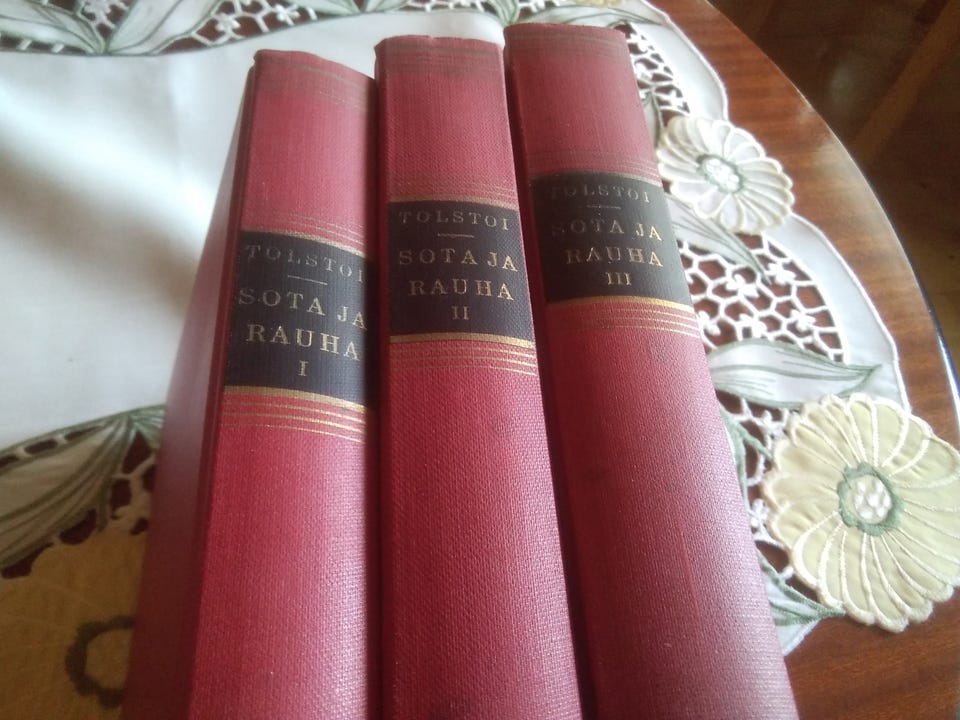 TOLSTOI
SOTA JA
RAUHA
I
TOLSTOI
SOTA JA
RAUHA
II
TOLSTOI
SOTA JA
RAUHA
III